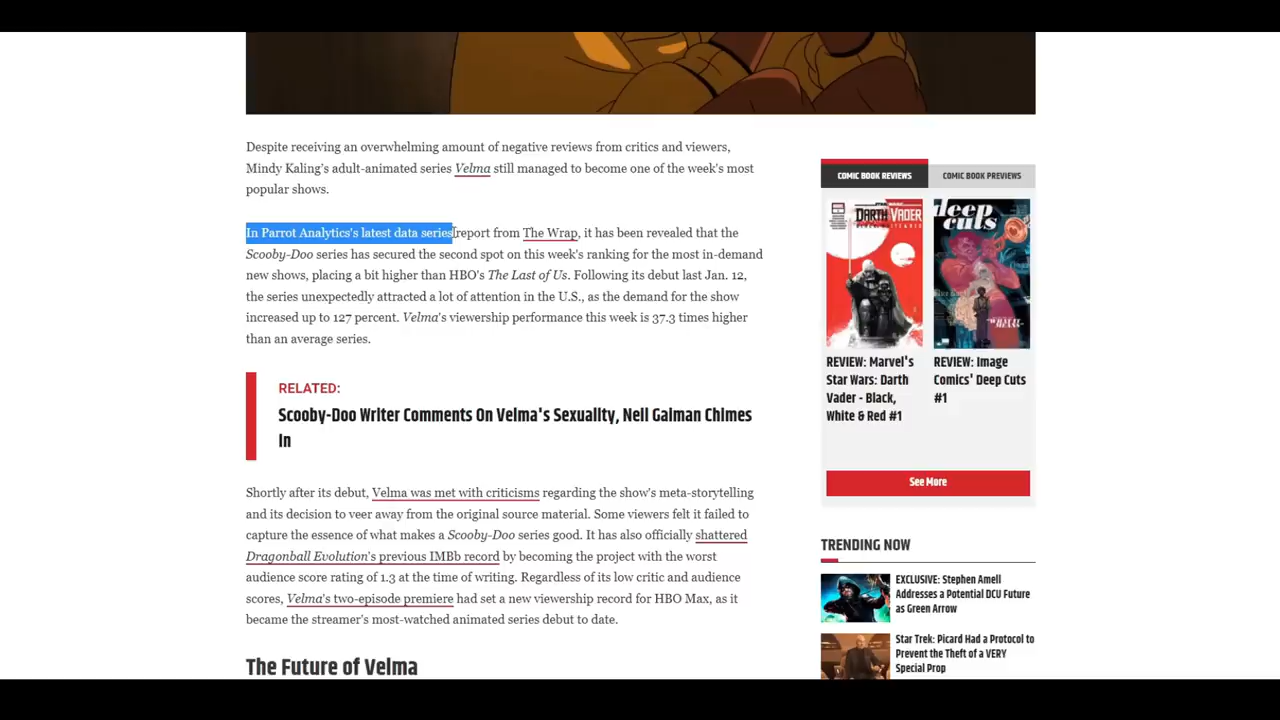 Despite receiving an overwhelming amount of negative reviews from critics and viewers,
Mindy Kaling's adult-animated series Velma still managed to become one of the week's most
popular shows.
In Parrot Analytics's latest data series report from The Wrap, it has been revealed that the
Scooby-Doo series has secured the second spot on this week's ranking for the most in-demand
new shows, placing a bit higher than HBO's The Last of Us. Following its debut last Jan. 12,
the series unexpectedly attracted a lot of attention in the U.S., as the demand for the show
increased up to 127 percent. Velma's viewership performance this week is 37.3 times higher
than an average series.
RELATED:
Scooby-Doo Writer Comments On Velma's Sexuality, Neil Gaiman Chimes
In
Shortly after its debut, Velma was met with criticisms regarding the show's meta-storytelling
and its decision to veer away from the original source material. Some viewers felt it failed to
capture the essence of what makes a Scooby-Doo series good. It has also officially shattered
Dragonball Evolution's previous IMBb record by becoming the project with the worst
audience score rating of 1.3 at the time of writing. Regardless of its low critic and audience
scores, Velma's two-episode premiere had set a new viewership record for HBO Max, as it
became the streamer's most-watched animated series debut to date.
The Future of Velma
COMIC BOOK REVIEWS
COMIC BOOK PREVIEWS
DARTH VADER
deep cuts
REVIEW: Marvel's
Star Wars: Darth
Vader - Black,
White & Red #1
REVIEW: Image
Comics' Deep Cuts
#1
See More
TRENDING NOW
EXCLUSIVE: Stephen Amell
Addresses a Potential DCU Future
as Green Arrow
Star Trek: Picard Had a Protocol to
Prevent the Theft of a VERY
Special Prop